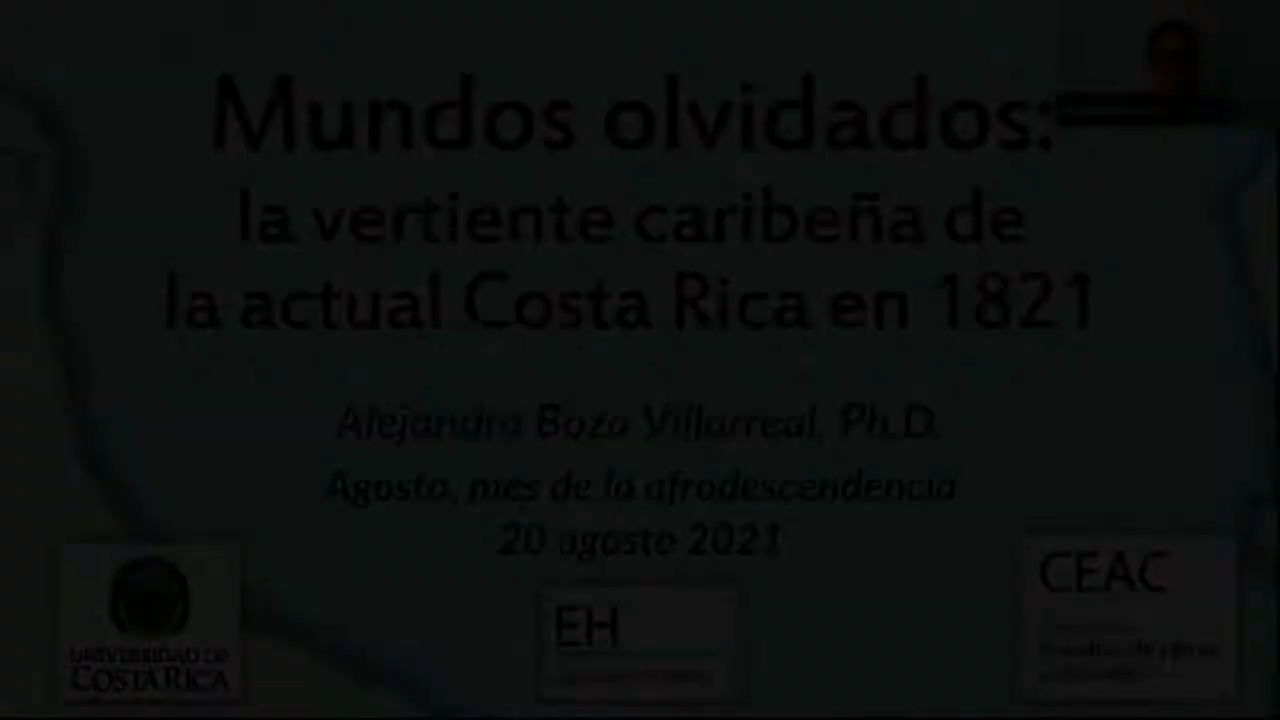 Mundos olvidados:
la vertiente caribeña de
la actual Costa Rica en 1821
Alejandra Boza Villarreal, Ph.D.
Agosto, mes de la afrodescendencia
20 agosto 2021
UNIVERSIDAD DE
COSTA RICA
EH
CEAC